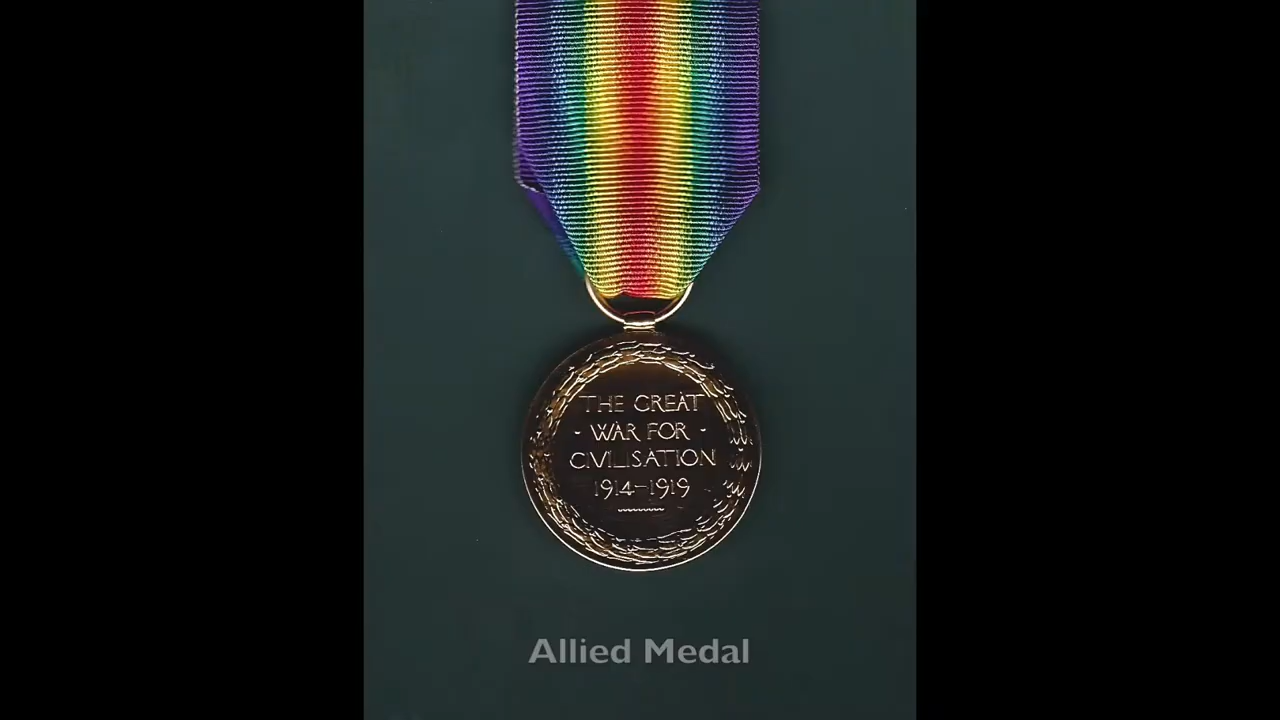 THE GREAT
· WAR FOR ·
CIVILISATION
1914-1919
Allied Medal